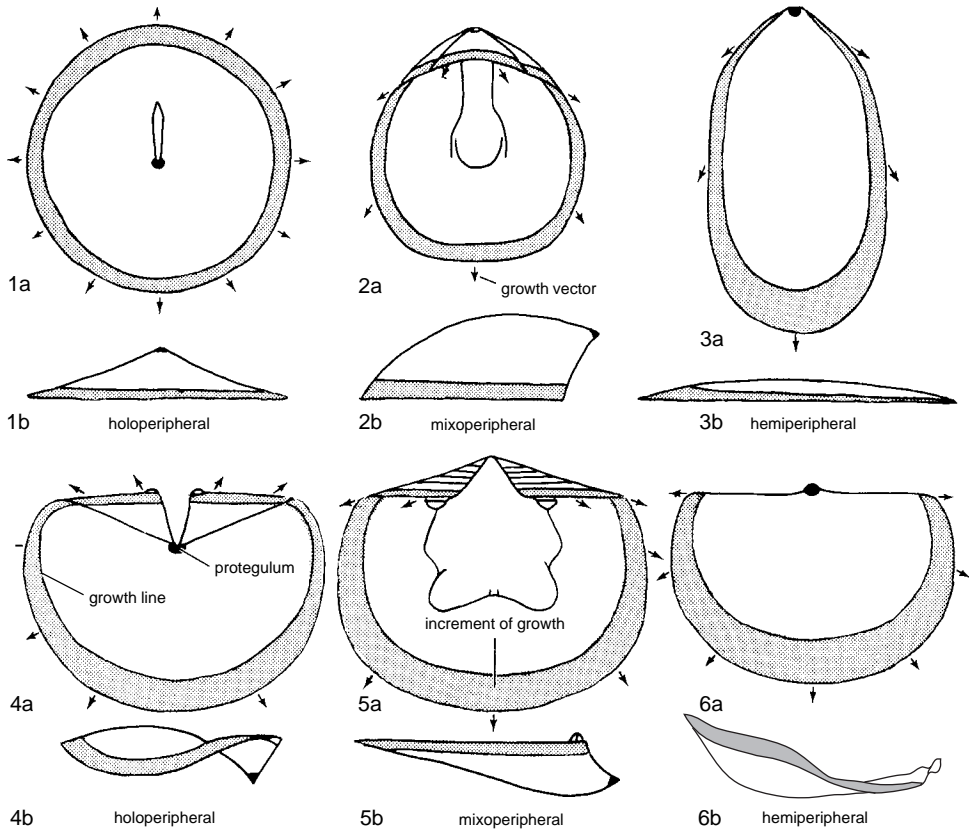 1a
2a
growth vector
3a
1b
holoperipheral
2b
mixoperipheral
3b
hemiperipheral
protegulum
growth line
increment of growth
4a
5a
6a
4b
holoperipheral
5b
mixoperipheral
6b
hemiperipheral